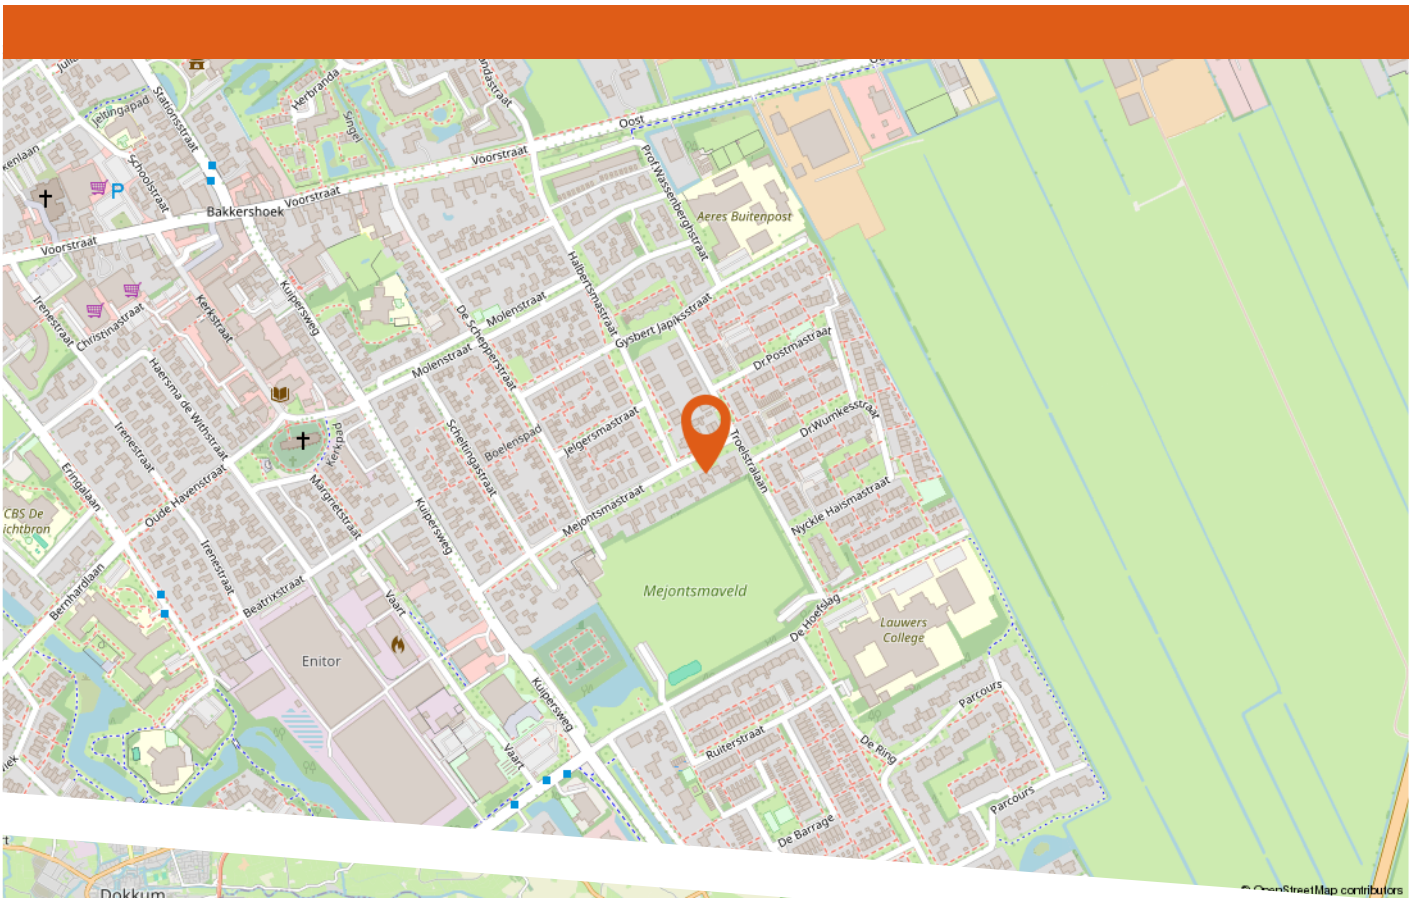 Herbranda
Singel
Stationsstraat
Jeltingapad
Schoolstraat
Oost
Voorstraat
Voorstraat
Voorstraat
P
Bakkershoek
Prof.Wassenberghstraat
Aeres Buitenpost
Halbertsmastraat
Kuipersweg
Irenestraat
Christinastraat
Kerkstraat
De Schepperstraat
Molenstraat
Molenstraat
Gysbert Japiksstraat
Dr.Postmastraat
Haersma de Withstraat
Dr.Wumkesstraat
Jelgersmastraat
Boelenspad
Scheltingastraat
Troelstralaan
Kerkpad
Irenestraat
Eringalaan
Oude Havenstraat
Margrietstraat
Mejontsmastraat
Nyckle Haismastraat
Kuipersweg
CBS De
Irenestraat
Bernhardlaan
Beatrixstraat
Vaart
Mejontsmaveld
De Hoefslag
Lauwers
College
Enitor
Kuipersweg
Parcours
Ruiterstraat
De Ring
Vaart
Parcours
De Barrage
Dokkum
© OpenStreetMap contributors